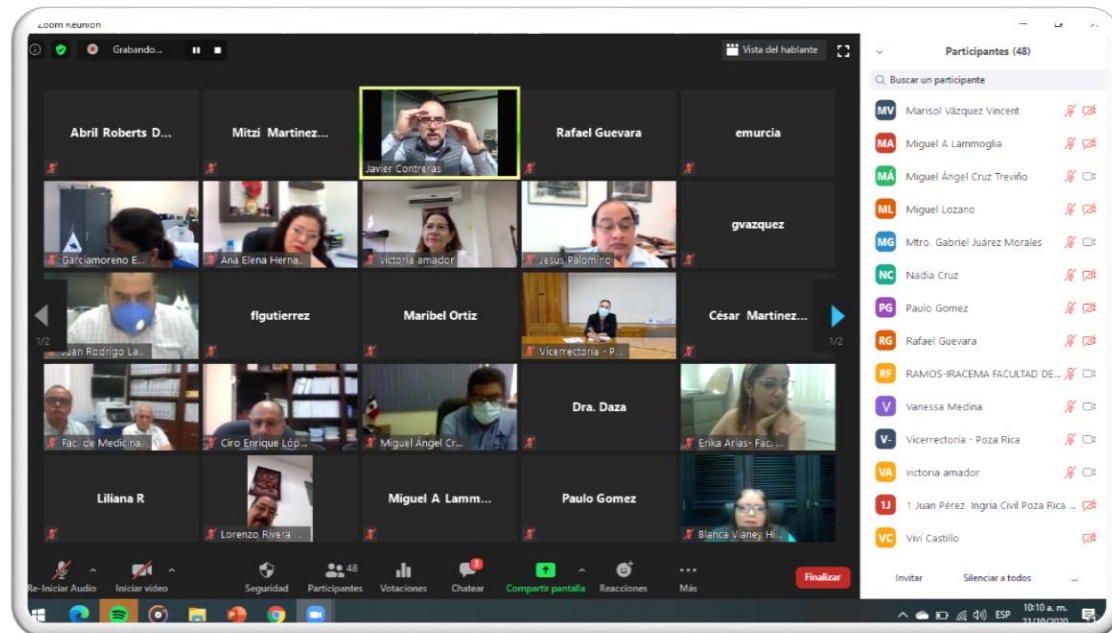 Zoom Reunión
Grabando...
Vista del hablante
Abril Roberts D...
Mitzi Martinez...
Javier Contreras
Rafael Guevara
emurcia
Garciamoreno E...
Ana Elena Herna...
victoria amador
Jesus Palomino
gvazquez
Juan Rodrigo La...
flgutierrez
Maribel Ortiz
Vicerrectoría - P...
César Martínez...
1/2
1/2
Fac. de Medicina...
Ciro Enrique Lóp...
Miguel Ángel Cr...
Dra. Daza
Erika Arias- Fac. ...
Liliana R
Lorenzo Rivera ...
Miguel A Lamm...
Paulo Gomez
Blanca Vianey Hi...
Re-Iniciar Audio
Iniciar video
Seguridad
48
Participantes
Votaciones
3
Chatear
Compartir pantalla
Reacciones
Más
Finalizar
Participantes (48)
Buscar un participante
MV Marisol Vázquez Vincent
MA Miguel A Lammoglia
MÁ Miguel Ángel Cruz Treviño
ML Miguel Lozano
MG Mtro. Gabriel Juárez Morales
NC Nadia Cruz
PG Paulo Gomez
RG Rafael Guevara
RF RAMOS-IRACEMA FACULTAD DE...
V Vanessa Medina
V- Vicerrectoría - Poza Rica
VA victoria amador
1J 1 Juan Pérez Ingria Civil Poza Rica ...
VC Viví Castillo
Invitar Silenciar a todos ...
ESP
10:10 a. m.
21/10/2020